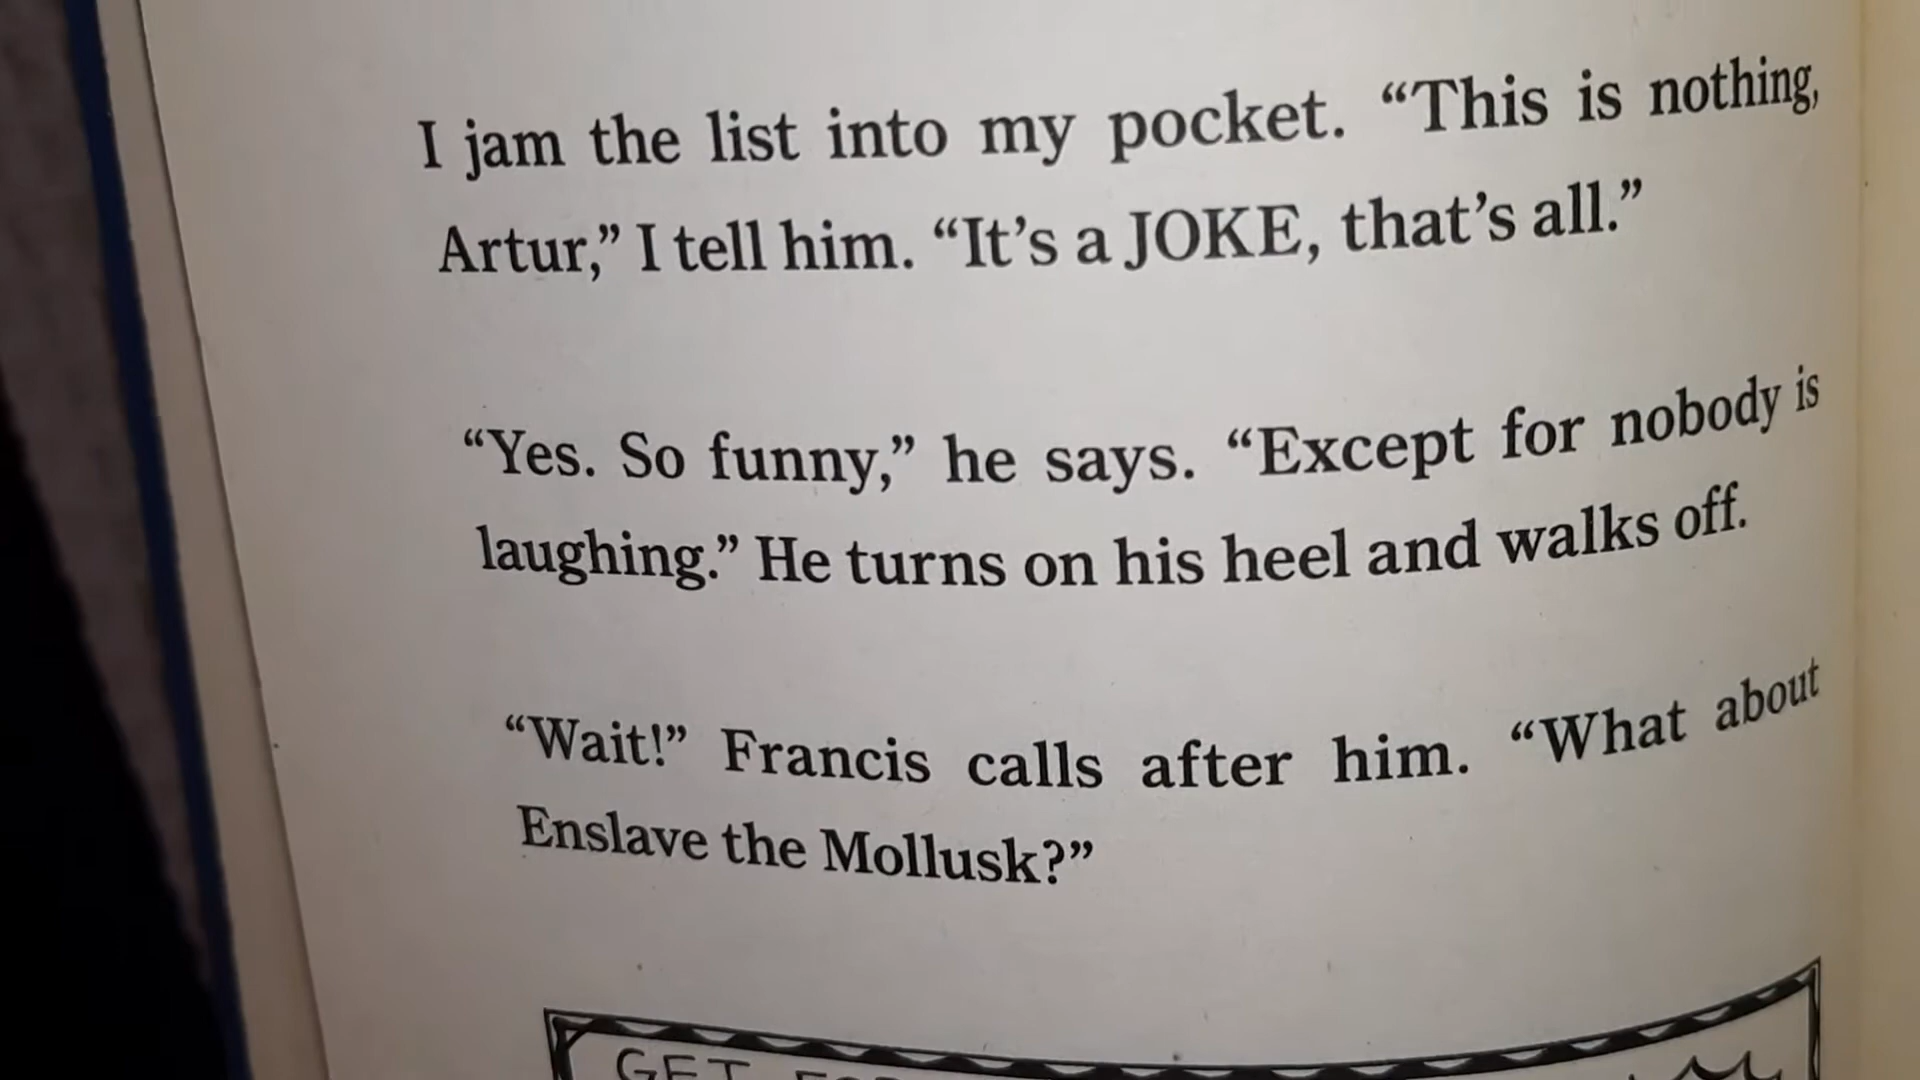 I jam the list into my pocket. “This is nothing,
Artur,” I tell him. “It’s a JOKE, that’s all.”
“Yes. So funny,” he says. “Except for nobody is
laughing.” He turns on his heel and walks off.
“Wait!” Francis calls after him. “What about
Enslave the Mollusk?”
GET